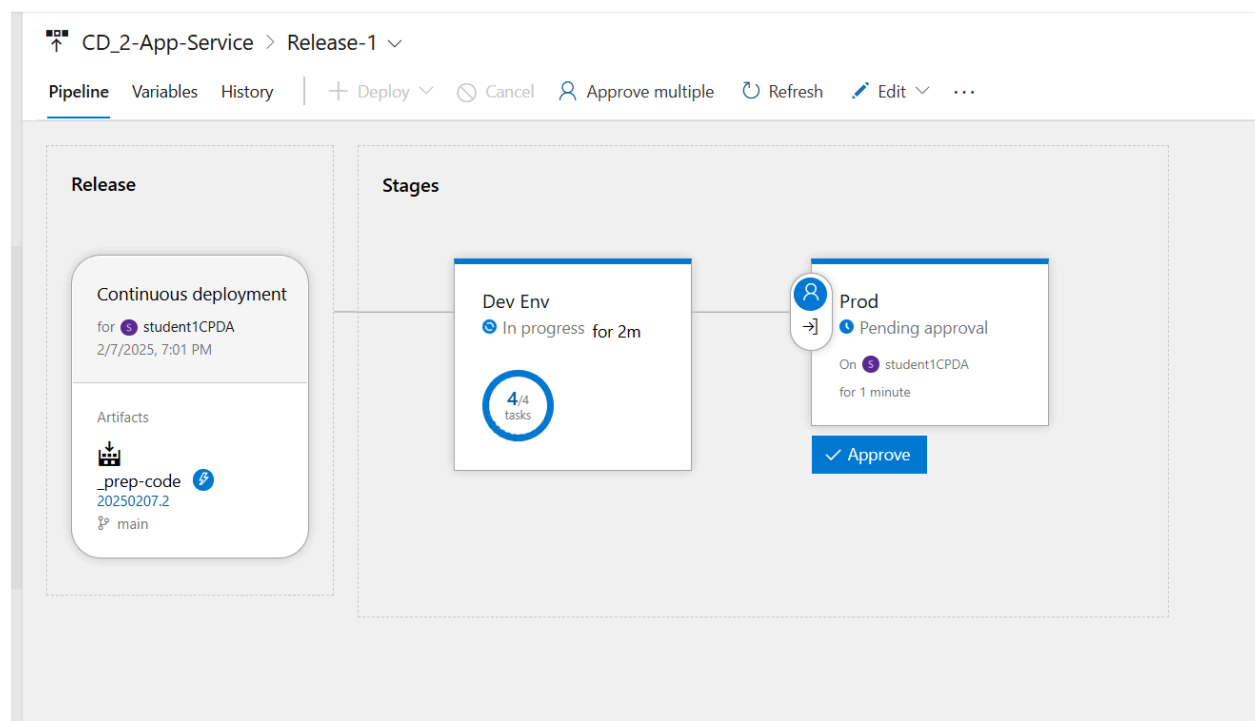 CD_2-App-Service > Release-1
Pipeline Variables History Deploy Cancel Approve multiple Refresh Edit ...
Release
Continuous deployment
for S student1CPDA
2/7/2025, 7:01 PM
Artifacts
_prep-code
20250207.2
main
Stages
Dev Env
In progress for 2m
4/4
tasks
Prod
Pending approval
On S student1CPDA
for 1 minute
Approve